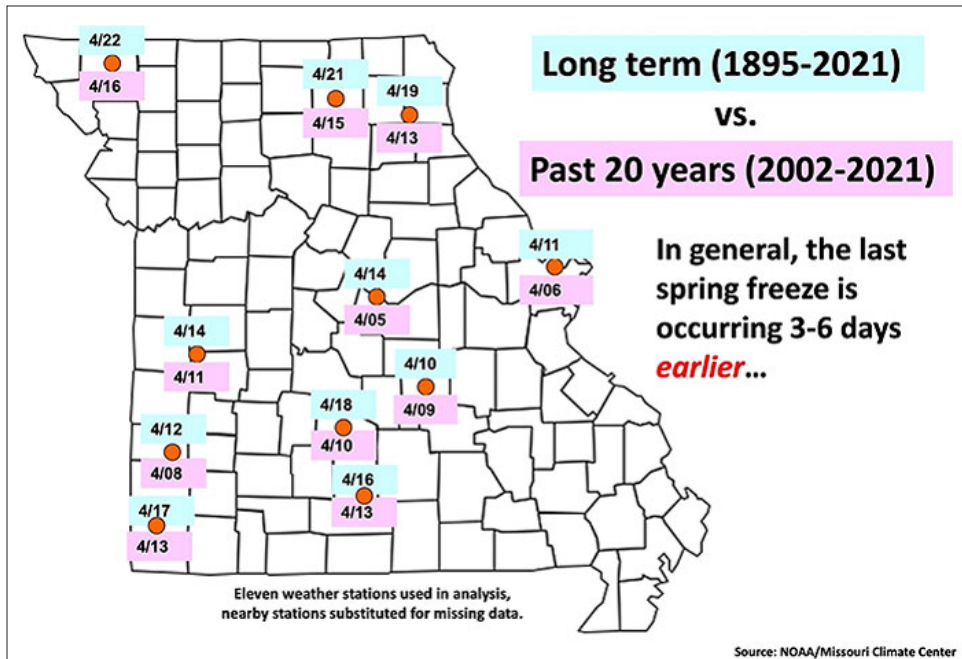 4/22
4/16
4/21
4/15
4/19
4/13
Long term (1895-2021)
vs.
Past 20 years (2002-2021)
In general, the last
spring freeze is
occurring 3-6 days
earlier...
4/11
4/06
4/14
4/05
4/14
4/11
4/10
4/09
4/18
4/10
4/12
4/08
4/16
4/13
4/17
4/13
Eleven weather stations used in analysis,
nearby stations substituted for missing data.
Source: NOAA/Missouri Climate Center